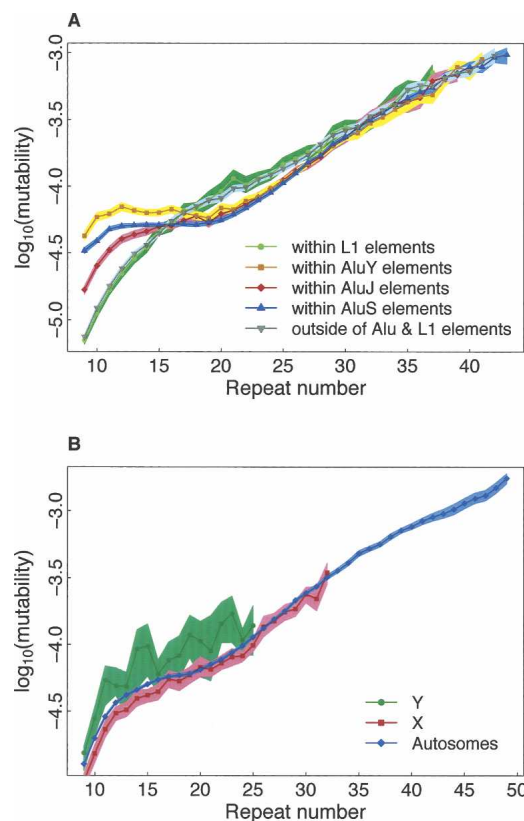 A
log10(mutability)
-3.0
-3.5
-4.0
-4.5
-5.0
within L1 elements
within AluY elements
within AluJ elements
within AluS elements
outside of Alu & L1 elements
10 15 20 25 30 35 40
Repeat number
B
log10(mutability)
-3.0
-3.5
-4.0
-4.5
Y
X
Autosomes
10 15 20 25 30 35 40 45 50
Repeat number